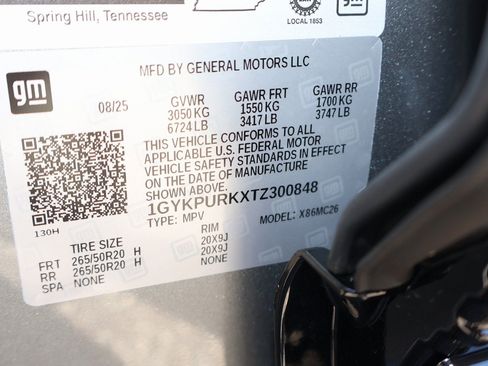 Spring Hill, Tennessee
LOCAL 1853
gm
gm
MFD BY GENERAL MOTORS LLC
08/25 GVWR GAWR FRT GAWR RR
3050 KG 1550 KG 1700 KG
6724 LB 3417 LB 3747 LB
THIS VEHICLE CONFORMS TO ALL
APPLICABLE U.S. FEDERAL MOTOR
VEHICLE SAFETY STANDARDS IN EFFECT
ON THE DATE OF MANUFACTURE
SHOWN ABOVE.
1GYKPURKXTZ300848
TYPE: MPV MODEL: X86MC26
130H
TIRE SIZE RIM
FRT 265/50R20 H 20X9J
RR 265/50R20 H 20X9J
SPA NONE NONE